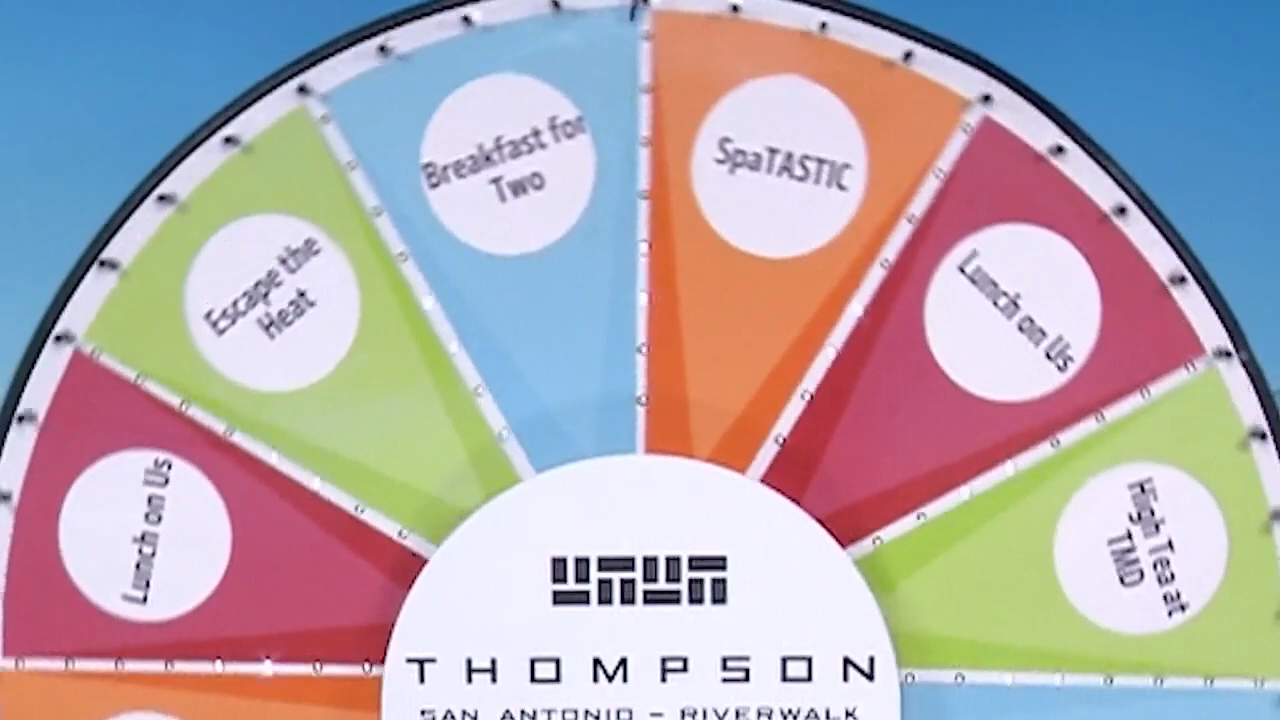 Breakfast for
Two
SpaTASTIC
Escape the
Heat
Lunch on Us
Lunch on Us
High Tea at
TMD
THOMPSON
SAN ANTONIO – RIVERWALK